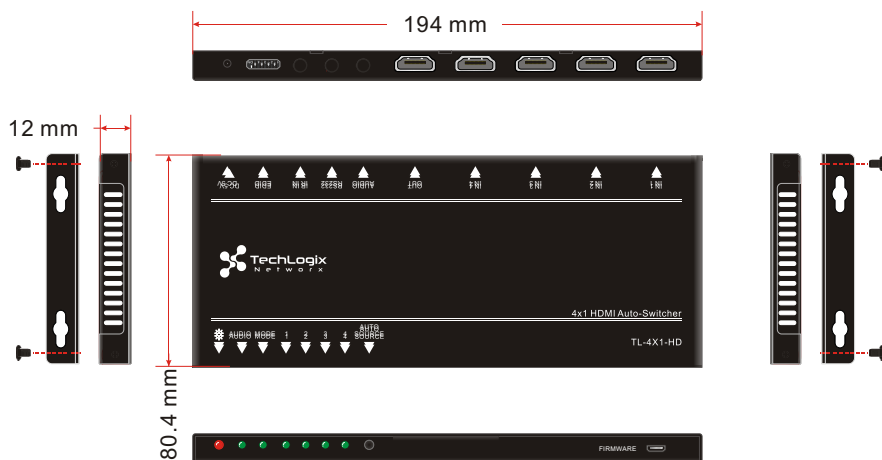 194 mm
12 mm
DC 5V EDID IR IN RS232 AUDIO OUT IN 4 IN 3 IN 2 IN 1
TechLogix
Networx
4x1 HDMI Auto-Switcher
AUDIO MODE 1 2 3 4 AUTO SOURCE
TL-4X1-HD
80.4 mm
FIRMWARE